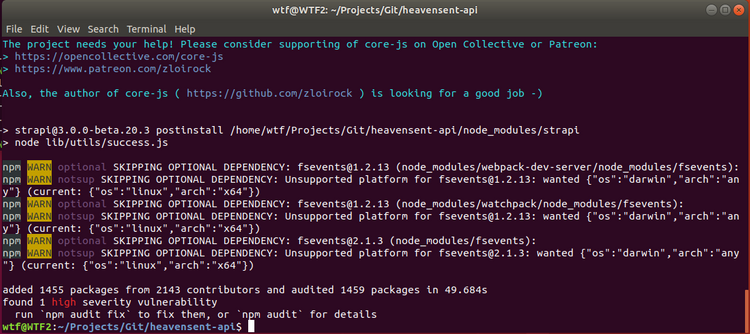 wtf@WTF2: ~/Projects/Git/heavensent-api
File Edit View Search Terminal Help
The project needs your help! Please consider supporting of core-js on Open Collective or Patreon:
> https://opencollective.com/core-js
> https://www.patreon.com/zloirock
Also, the author of core-js ( https://github.com/zloirock ) is looking for a good job -)
> strapi@3.0.0-beta.20.3 postinstall /home/wtf/Projects/Git/heavensent-api/node_modules/strapi
> node lib/utils/success.js
npm WARN optional SKIPPING OPTIONAL DEPENDENCY: fsevents@1.2.13 (node_modules/webpack-dev-server/node_modules/fsevents):
npm WARN notsup SKIPPING OPTIONAL DEPENDENCY: Unsupported platform for fsevents@1.2.13: wanted {"os":"darwin","arch":"an
y"} (current: {"os":"linux","arch":"x64"})
npm WARN optional SKIPPING OPTIONAL DEPENDENCY: fsevents@1.2.13 (node_modules/watchpack/node_modules/fsevents):
npm WARN notsup SKIPPING OPTIONAL DEPENDENCY: Unsupported platform for fsevents@1.2.13: wanted {"os":"darwin","arch":"an
y"} (current: {"os":"linux","arch":"x64"})
npm WARN optional SKIPPING OPTIONAL DEPENDENCY: fsevents@2.1.3 (node_modules/fsevents):
npm WARN notsup SKIPPING OPTIONAL DEPENDENCY: Unsupported platform for fsevents@2.1.3: wanted {"os":"darwin","arch":"any
"} (current: {"os":"linux","arch":"x64"})
added 1455 packages from 2143 contributors and audited 1459 packages in 49.684s
found 1 high severity vulnerability
run `npm audit fix` to fix them, or `npm audit` for details
wtf@WTF2:~/Projects/Git/heavensent-api$